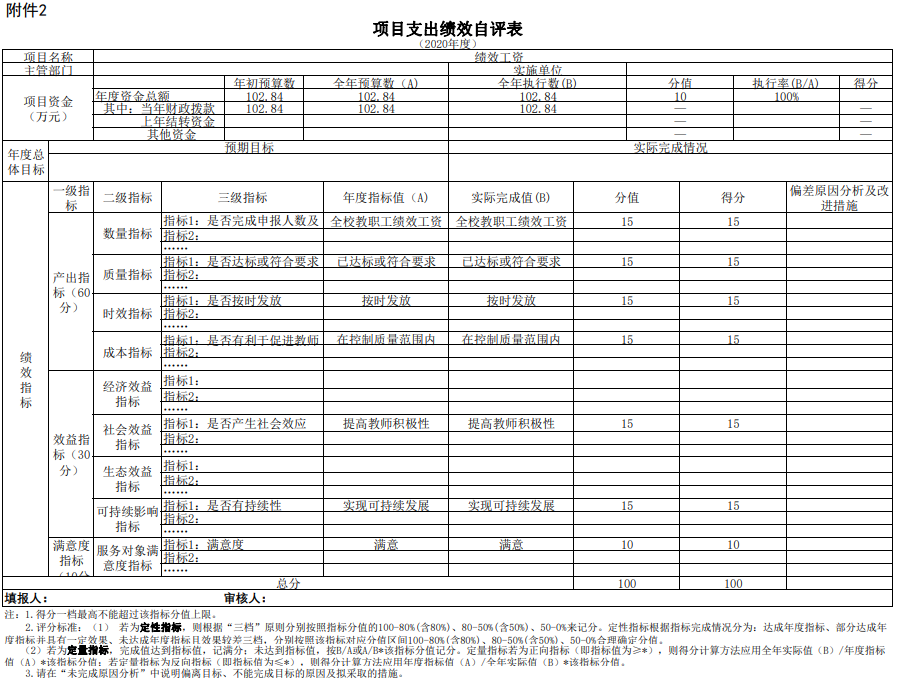 附件2
项目支出绩效自评表
（2020年度）
项目名称 绩效工资
主管部门 实施单位
项目资金（万元） 年初预算数 全年预算数（A） 全年执行数(B) 分值 执行率(B/A) 得分
年度资金总额 102.84 102.84 102.84 10 100%
其中：当年财政拨款 102.84 102.84 102.84 — —
上年结转资金 — —
其他资金 — —
年度总体目标 预期目标 实际完成情况
绩效指标 一级指标 二级指标 三级指标 年度指标值（A） 实际完成值(B) 分值 得分 偏差原因分析及改进措施
产出指标（60分） 数量指标 指标1：是否完成申报人数及 全校教职工绩效工资 全校教职工绩效工资 15 15
指标2：
……
质量指标 指标1：是否达标或符合要求 已达标或符合要求 已达标或符合要求 15 15
指标2：
……
时效指标 指标1：是否按时发放 按时发放 按时发放 15 15
指标2：
……
成本指标 指标1：是否有利于促进教师 在控制质量范围内 在控制质量范围内 15 15
指标2：
……
效益指标（30分） 经济效益指标 指标1：
指标2：
……
社会效益指标 指标1：是否产生社会效应 提高教师积极性 提高教师积极性 15 15
指标2：
……
生态效益指标 指标1：
指标2：
……
可持续影响指标 指标1：是否有持续性 实现可持续发展 实现可持续发展 15 15
指标2：
……
满意度指标（10分 服务对象满意度指标 指标1：满意度 满意 满意 10 10
指标2：
……
总分 100 100
填报人： 审核人：
注：1.得分一档最高不能超过该指标分值上限。
2.评分标准：（1） 若为定性指标，则根据“三档”原则分别按照指标分值的100-80%(含80%)、80-50%(含50%)、50-0%来记分。定性指标根据指标完成情况分为：达成年度指标、部分达成年
度指标并具有一定效果、未达成年度指标且效果较差三档，分别按照该指标对应分值区间100-80%(含80%)、80-50%(含50%)、50-0%合理确定分值。
（2）若为定量指标，完成值达到指标值，记满分；未达到指标值，按B/A或A/B*该指标分值记分。定量指标若为正向指标（即指标值为≥*），则得分计算方法应用全年实际值（B）/年度指标
值（A）*该指标分值；若定量指标为反向指标（即指标值为≤*），则得分计算方法应用年度指标值（A）/全年实际值（B）*该指标分值。
3.请在“未完成原因分析”中说明偏离目标、不能完成目标的原因及拟采取的措施。